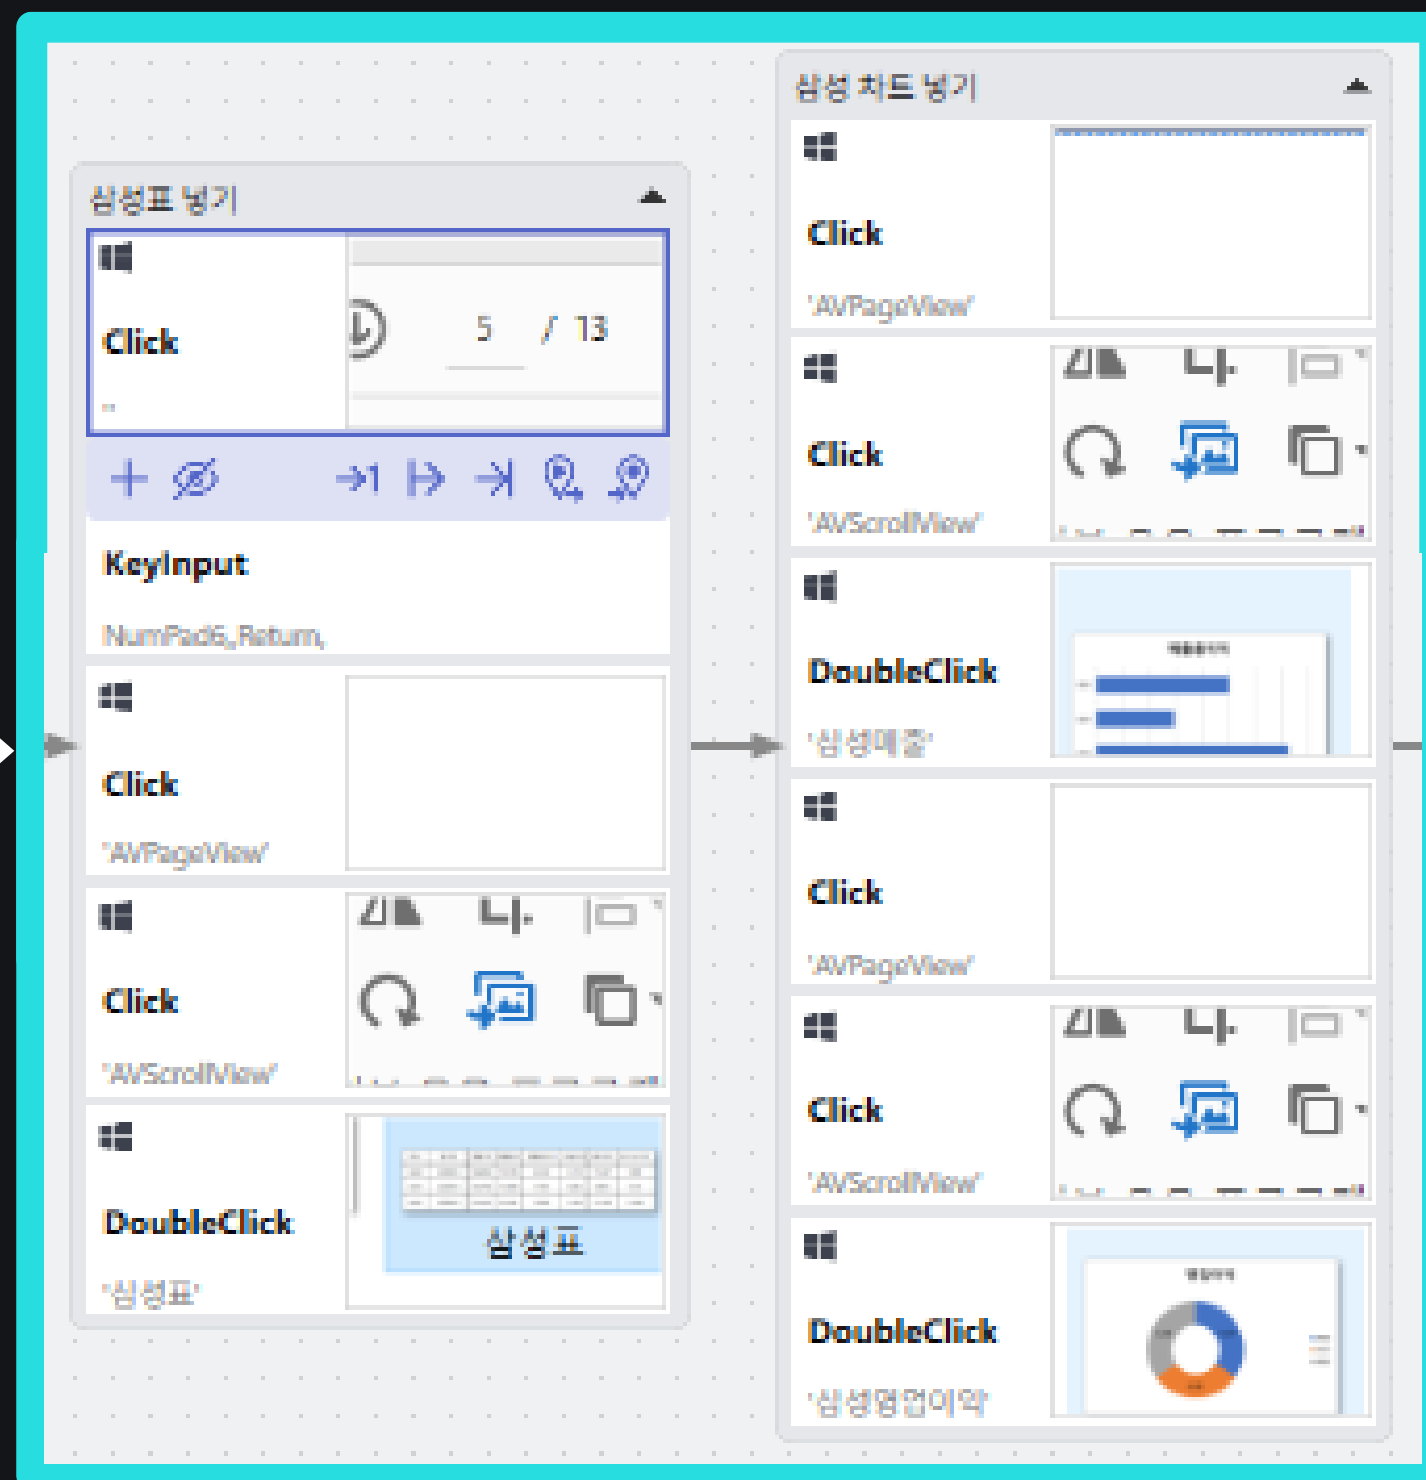 삼성표 넣기
Click
5 / 13
''
→1
KeyInput
NumPad6,,Return,
Click
'AVPageView'
Click
'AVScrollView'
DoubleClick
삼성표
'삼성표'
삼성 차트 넣기
Click
'AVPageView'
Click
'AVScrollView'
DoubleClick
'삼성매출'
Click
'AVPageView'
Click
'AVScrollView'
DoubleClick
'삼성영업이익'